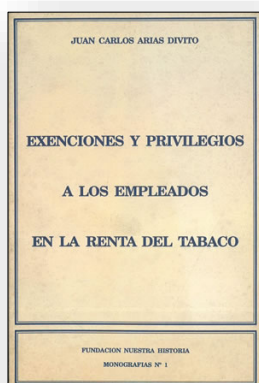 JUAN CARLOS ARIAS DIVITO
EXENCIONES Y PRIVILEGIOS
A LOS EMPLEADOS
EN LA RENTA DEL TABACO
FUNDACION NUESTRA HISTORIA
MONOGRAFIAS Nº 1